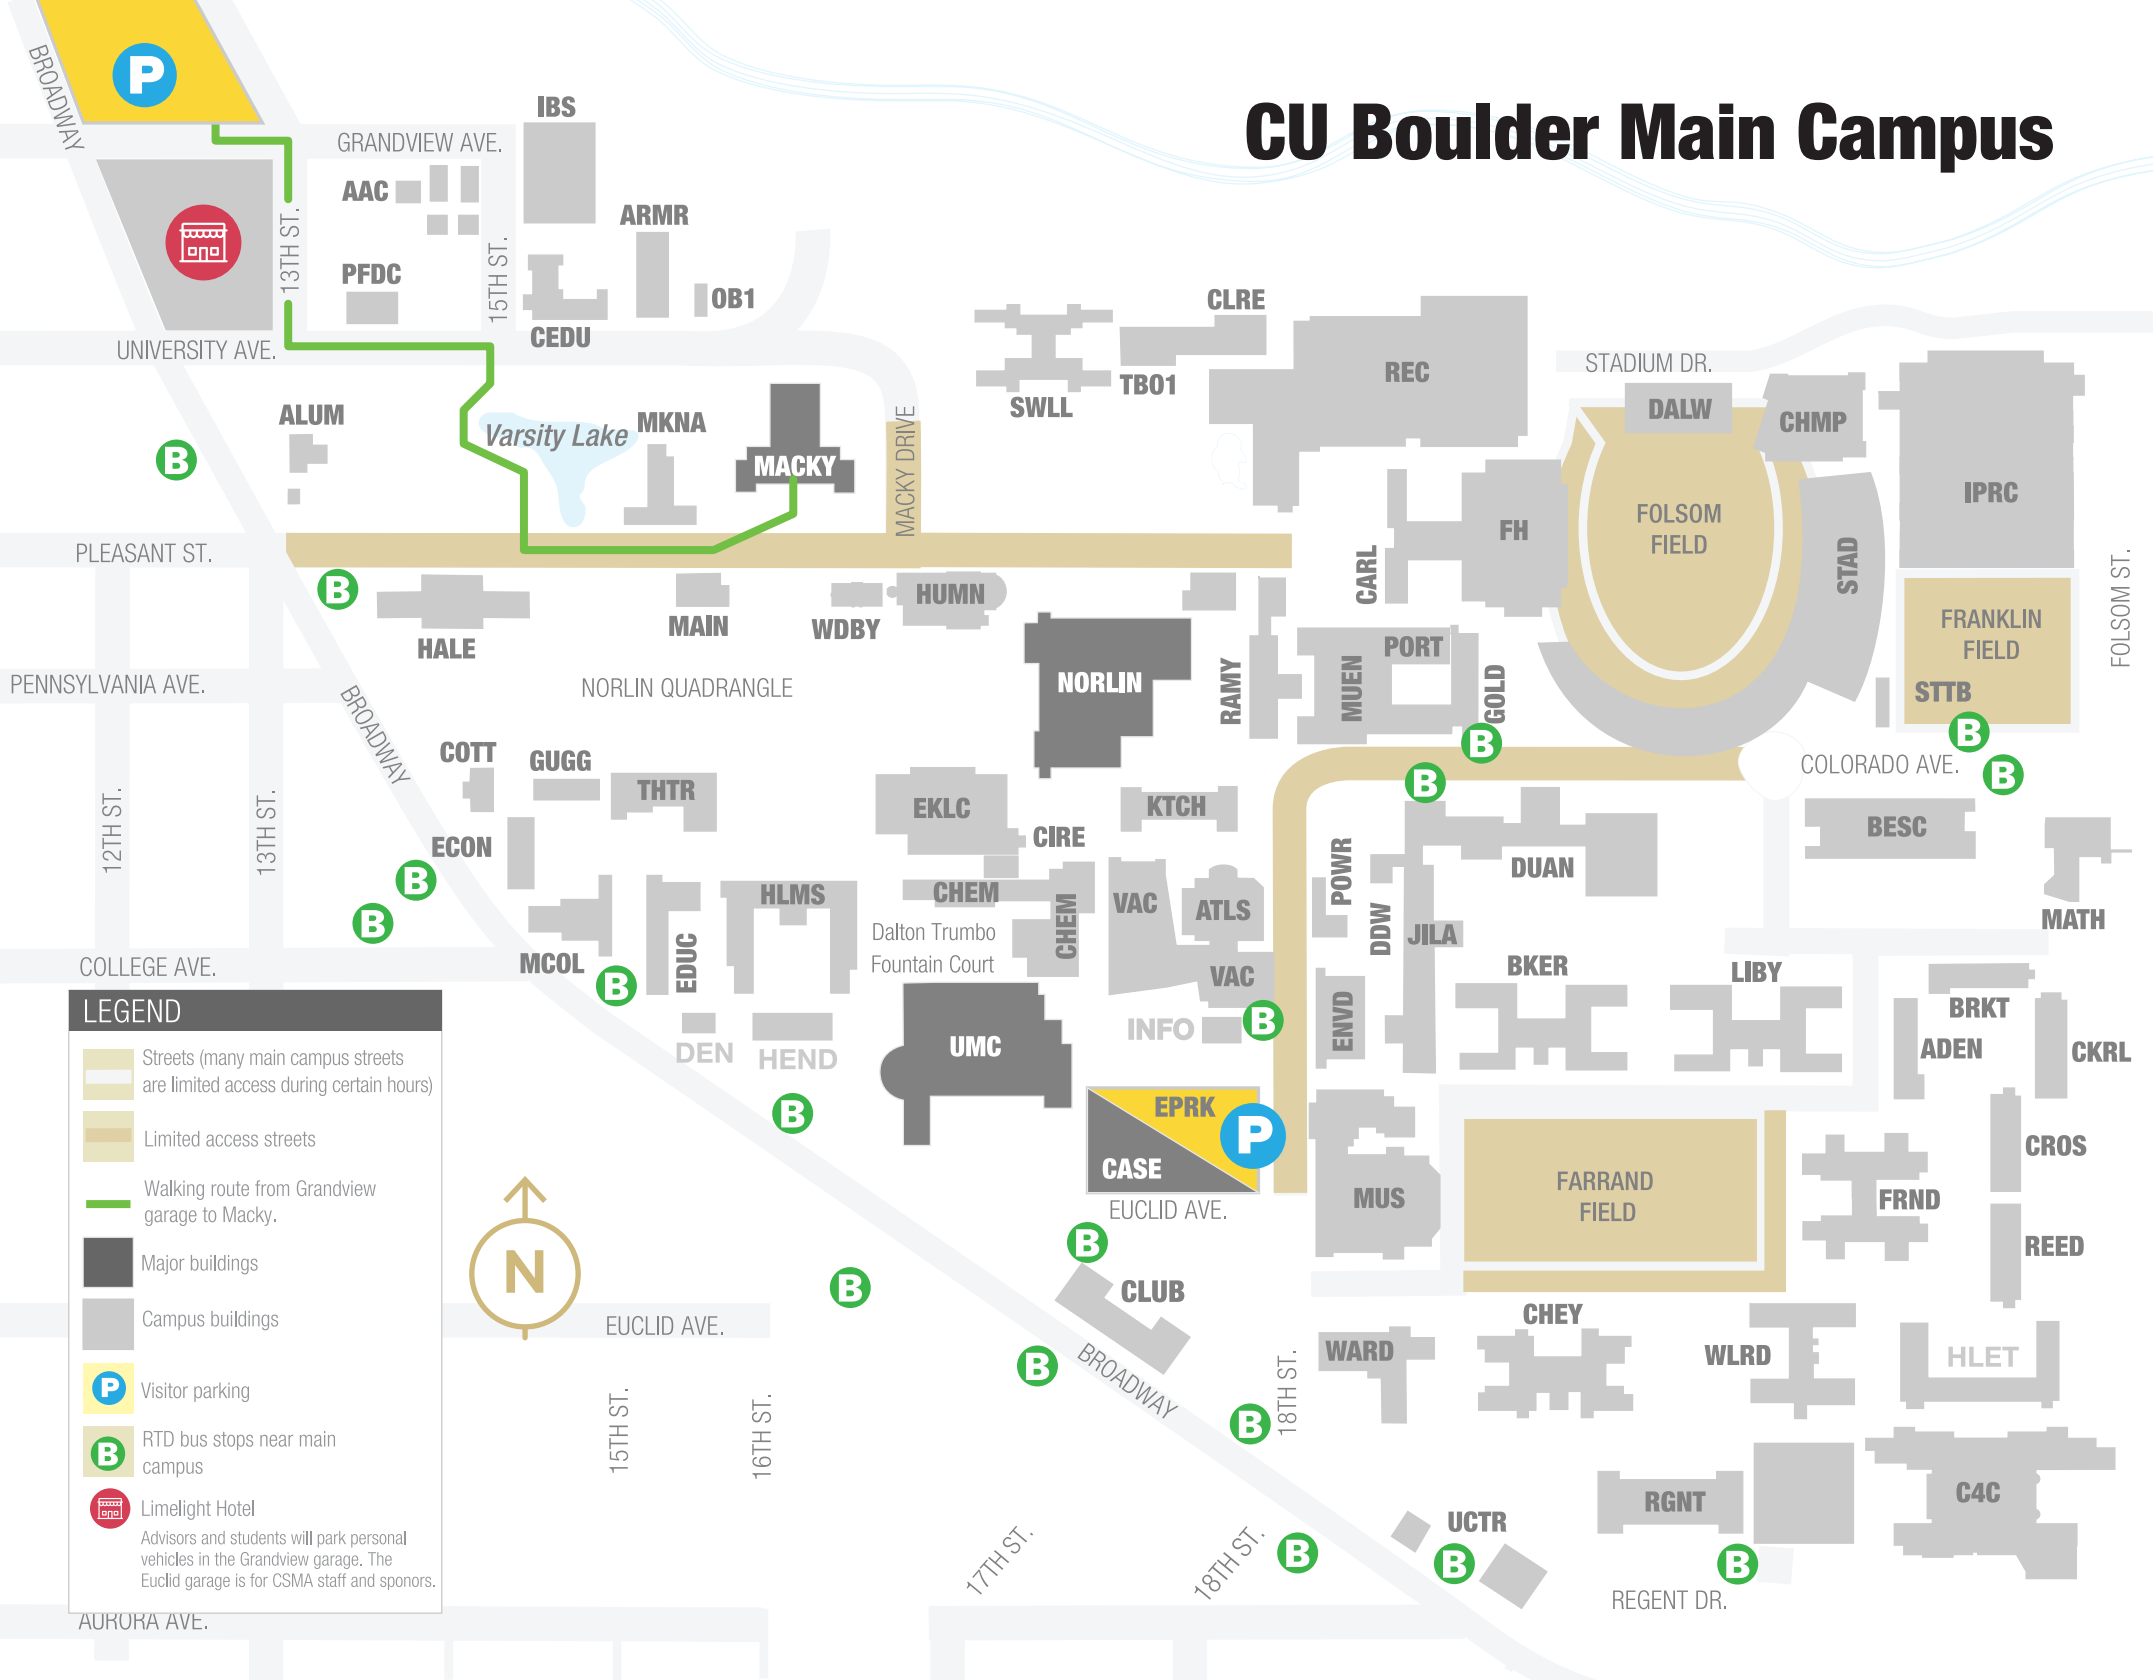 CU Boulder Main Campus
P
BROADWAY
GRANDVIEW AVE.
IBS
AAC
ARMR
13TH ST.
15TH ST.
PFDC
OB1
CEDU
UNIVERSITY AVE.
CLRE
TB01
SWLL
REC
STADIUM DR.
DALW
CHMP
IPRC
ALUM
Varsity Lake
MKNA
MACKY
MACKY DRIVE
B
FOLSOM
FIELD
FH
CARL
STAD
FOLSOM ST.
PLEASANT ST.
B
HALE
MAIN
WDBY
HUMN
NORLIN
RAMY
MUEN
PORT
GOLD
FRANKLIN
FIELD
STTB
B
B
B
B
COLORADO AVE.
PENNSYLVANIA AVE.
NORLIN QUADRANGLE
BROADWAY
COTT
GUGG
THTR
EKLC
KTCH
CIRE
12TH ST.
13TH ST.
ECON
B
B
HLMS
CHEM
CHEM
VAC
ATLS
VAC
POWR
DDW
DUAN
JILA
BESC
MATH
Dalton Trumbo
Fountain Court
COLLEGE AVE.
MCOL
B
EDUC
DEN
HEND
UMC
INFO
B
ENVD
BKER
LIBY
BRKT
ADEN
CKRL
B
EPRK
P
CASE
EUCLID AVE.
MUS
FARRAND
FIELD
FRND
CROS
REED
B
CLUB
B
B
BROADWAY
EUCLID AVE.
15TH ST.
16TH ST.
18TH ST.
B
WARD
CHEY
WLRD
HLET
RGNT
C4C
UCTR
B
B
B
REGENT DR.
17TH ST.
18TH ST.
N
LEGEND
Streets (many main campus streets
are limited access during certain hours)
Limited access streets
Walking route from Grandview
garage to Macky.
Major buildings
Campus buildings
P
Visitor parking
B
RTD bus stops near main
campus
Limelight Hotel
Advisors and students will park personal
vehicles in the Grandview garage. The
Euclid garage is for CSMA staff and sponors.
AURORA AVE.